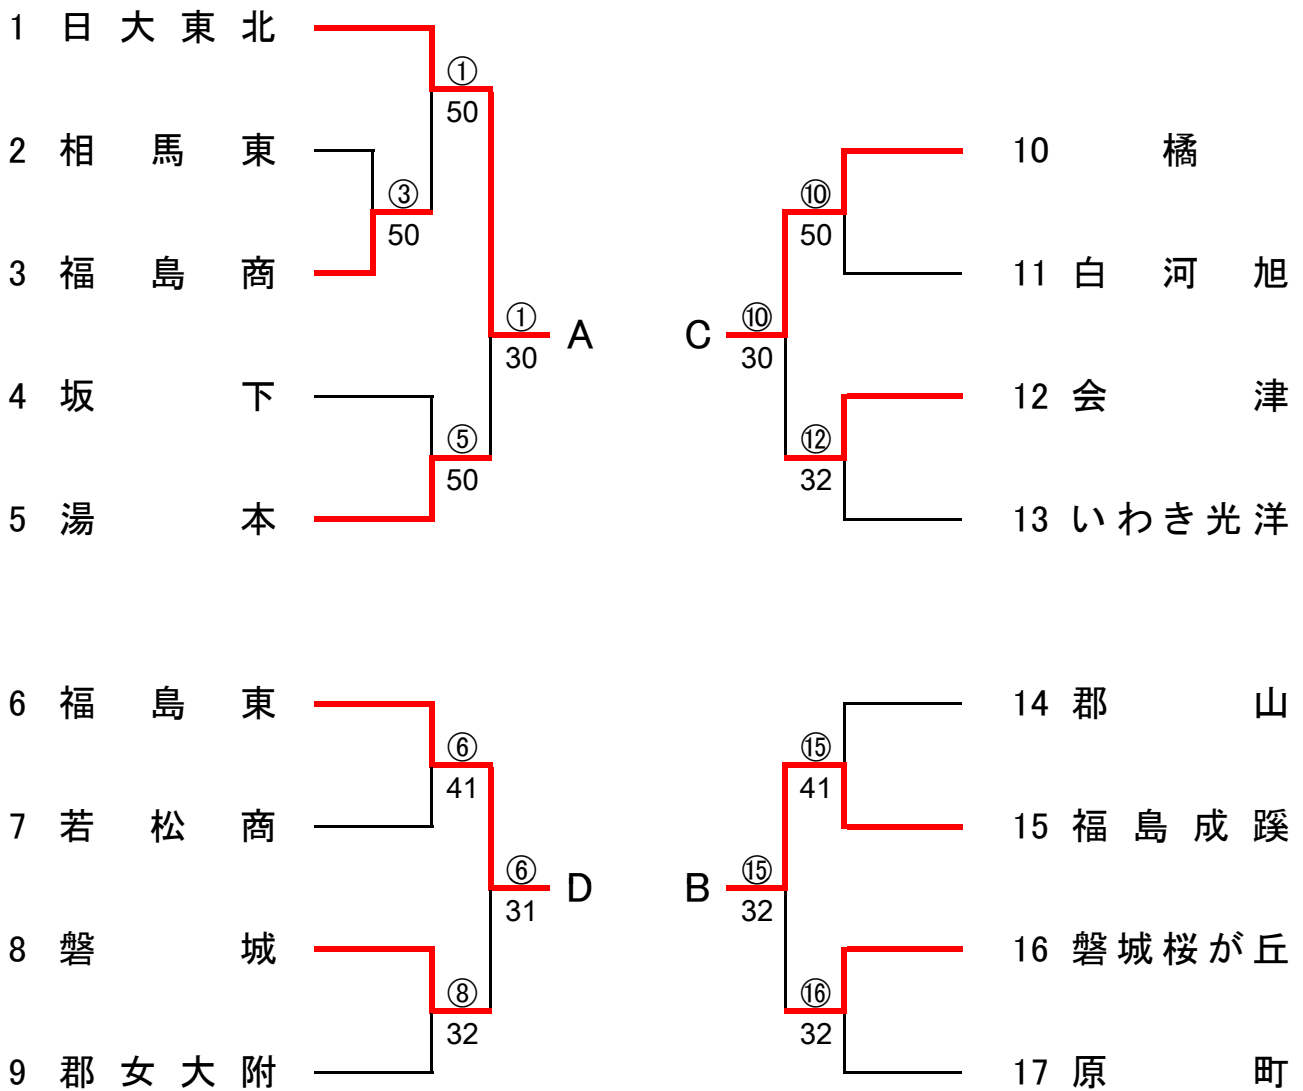 1 日大東北
①
50
2 相馬東
③
50
3 福島商
①
30
A
4 坂下
⑤
50
5 湯本
10 橘
⑩
50
11 白河旭
C
⑩
30
12 会津
⑫
32
13 いわき光洋
6 福島東
⑥
41
7 若松商
⑥
31
D
8 磐城
⑧
32
9 郡女大附
14 郡山
⑮
41
15 福島成蹊
B
⑮
32
16 磐城桜が丘
⑯
32
17 原町